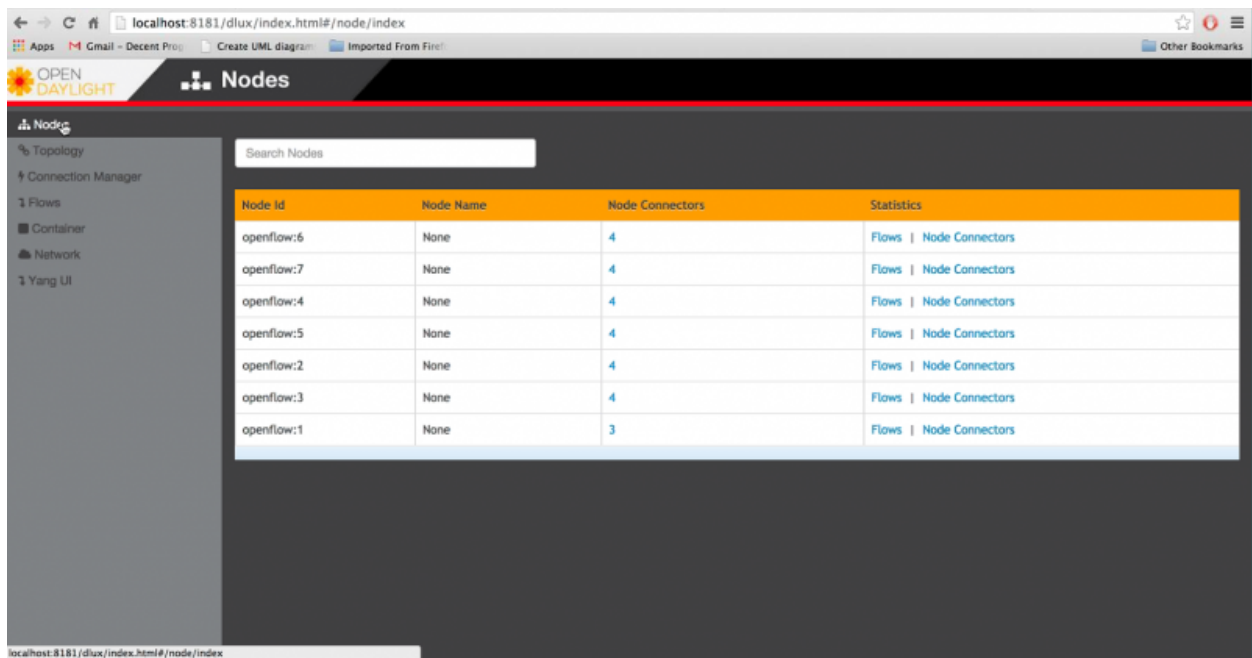 localhost:8181/dlux/index.html#/node/index
Apps Gmail - Decent Prop Create UML diagram Imported From Firef Other Bookmarks
OPEN
DAYLIGHT
Nodes
Nodes
Topology
Connection Manager
Flows
Container
Network
Yang UI
Search Nodes
Node Id Node Name Node Connectors Statistics
openflow:6 None 4 Flows | Node Connectors
openflow:7 None 4 Flows | Node Connectors
openflow:4 None 4 Flows | Node Connectors
openflow:5 None 4 Flows | Node Connectors
openflow:2 None 4 Flows | Node Connectors
openflow:3 None 4 Flows | Node Connectors
openflow:1 None 3 Flows | Node Connectors
localhost:8181/dlux/index.html#/node/index